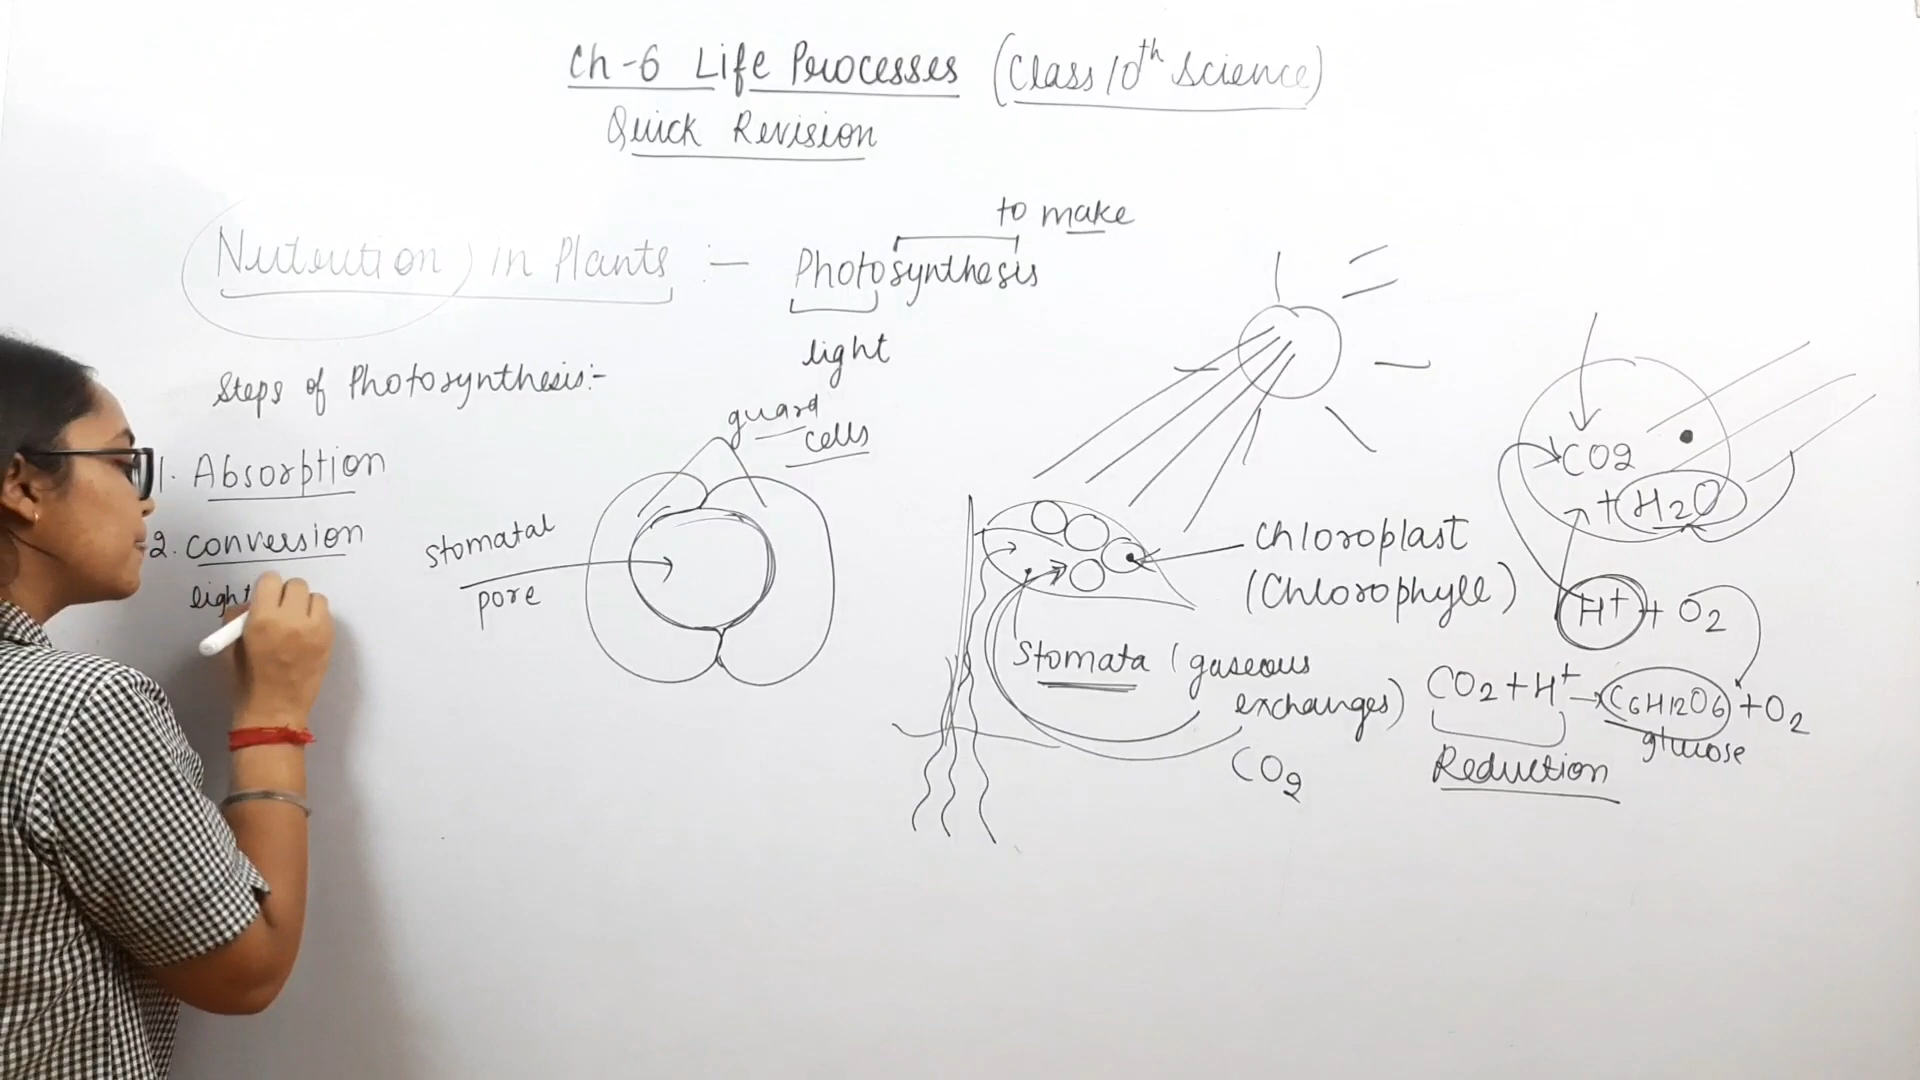 Ch-6 Life Processes (Class 10th Science)
Quick Revision
to make
Nutrution in Plants :- Photosynthesis
light
Steps of Photosynthesis:-
guard
cells
1. Absorption
2. conversion
light
stomatal
pore
Chloroplast
(Chlorophyll)
Stomata (gaseous
exchanges)
CO2
CO2
+ H2O
H+ + O2
CO2 + H+ → C6H12O6 + O2
glucose
Reduction